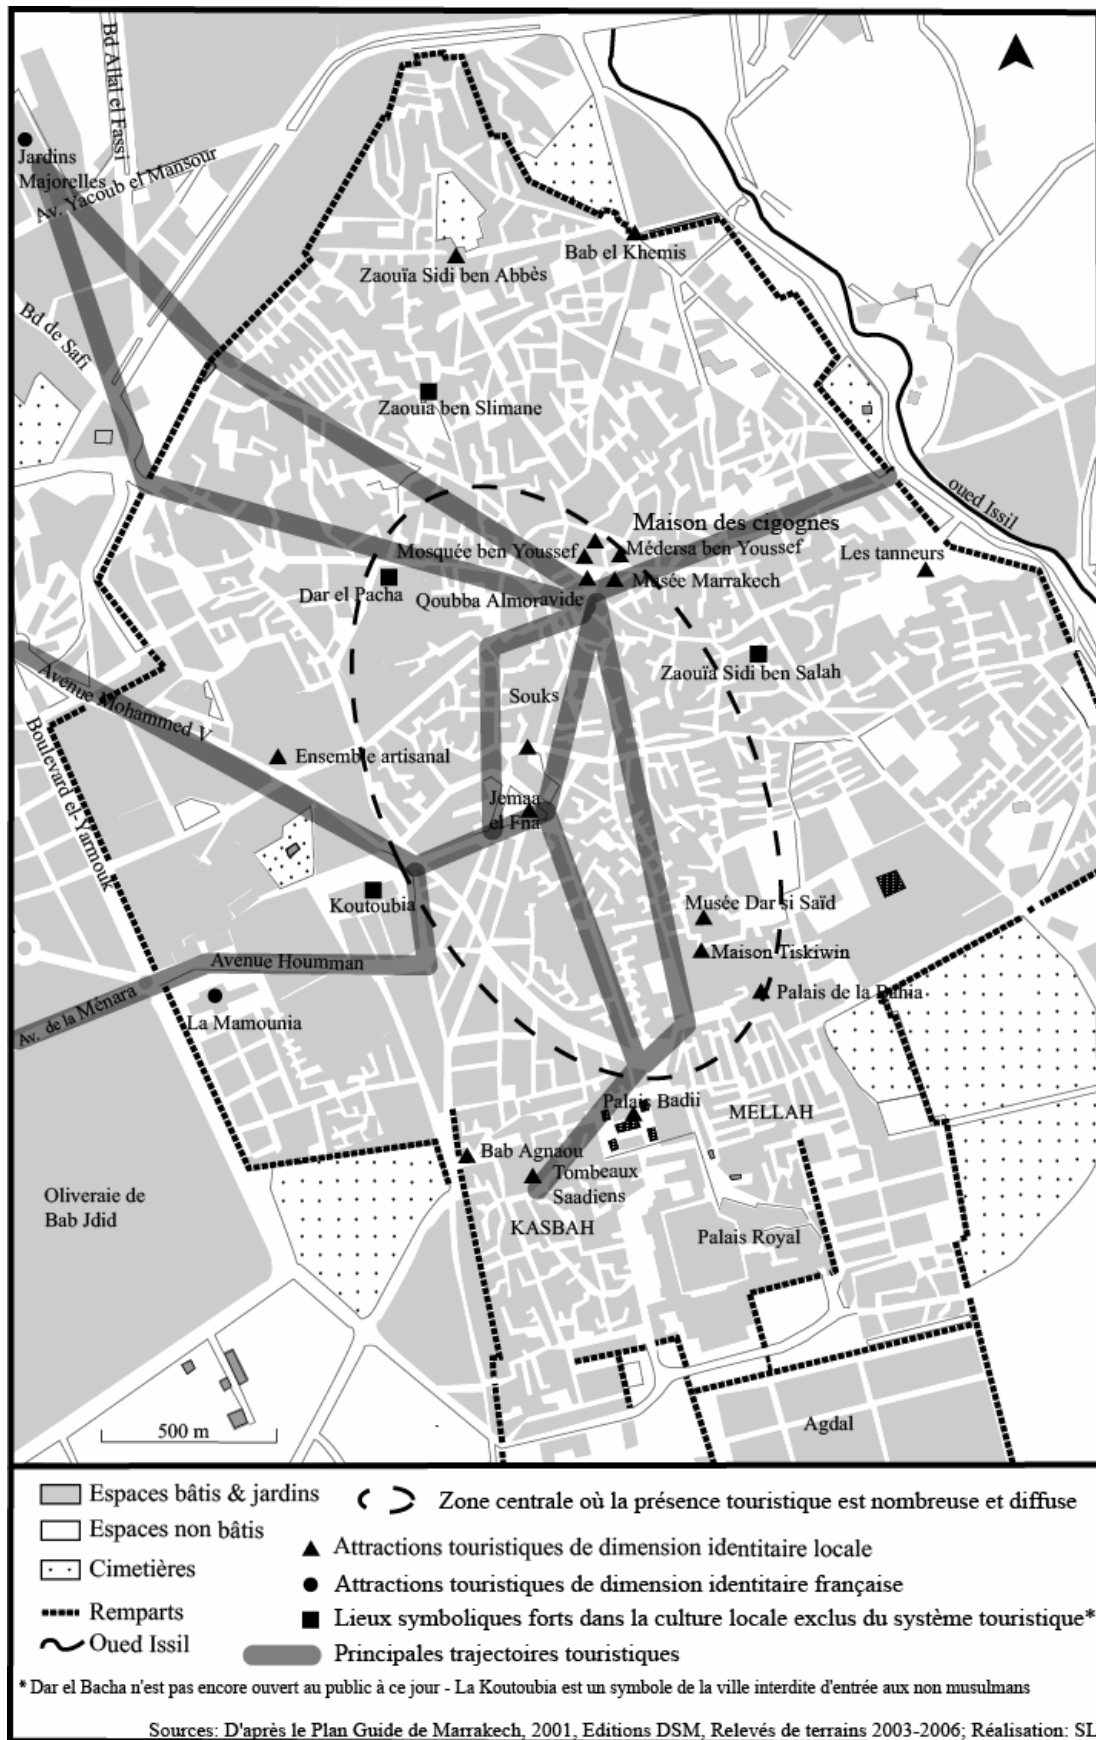 Bd Allal el Fassi
Jardins
Majorelles
Av. Yacoub el Mansour
Bab el Khemis
Zaouïa Sidi ben Abbès
Bd de Safi
Zaouïa ben Slimane
oued Issil
Maison des cigognes
Mosquée ben Youssef
Médersa ben Youssef
Les tanneurs
Dar el Pacha
Qoubba Almoravide
Musée Marrakech
Zaouïa Sidi ben Salah
Avenue Mohammed V
Souks
Boulevard el-Yarmouk
Ensemble artisanal
Jemaa
el Fna
Koutoubia
Musée Dar si Saïd
Maison Tiskiwin
Avenue Houmman
Palais de la Bahia
Av. de la Ménara
La Mamounia
Palais Badii
MELLAH
Bab Agnaou
Tombeaux
Saadiens
Oliveraie de
Bab Jdid
KASBAH
Palais Royal
Agdal
500 m
Espaces bâtis & jardins
Zone centrale où la présence touristique est nombreuse et diffuse
Espaces non bâtis
Attractions touristiques de dimension identitaire locale
Cimetières
Attractions touristiques de dimension identitaire française
Remparts
Lieux symboliques forts dans la culture locale exclus du système touristique*
Oued Issil
Principales trajectoires touristiques
* Dar el Bacha n'est pas encore ouvert au public à ce jour - La Koutoubia est un symbole de la ville interdite d'entrée aux non musulmans
Sources: D'après le Plan Guide de Marrakech, 2001, Editions DSM, Relevés de terrains 2003-2006; Réalisation: SL